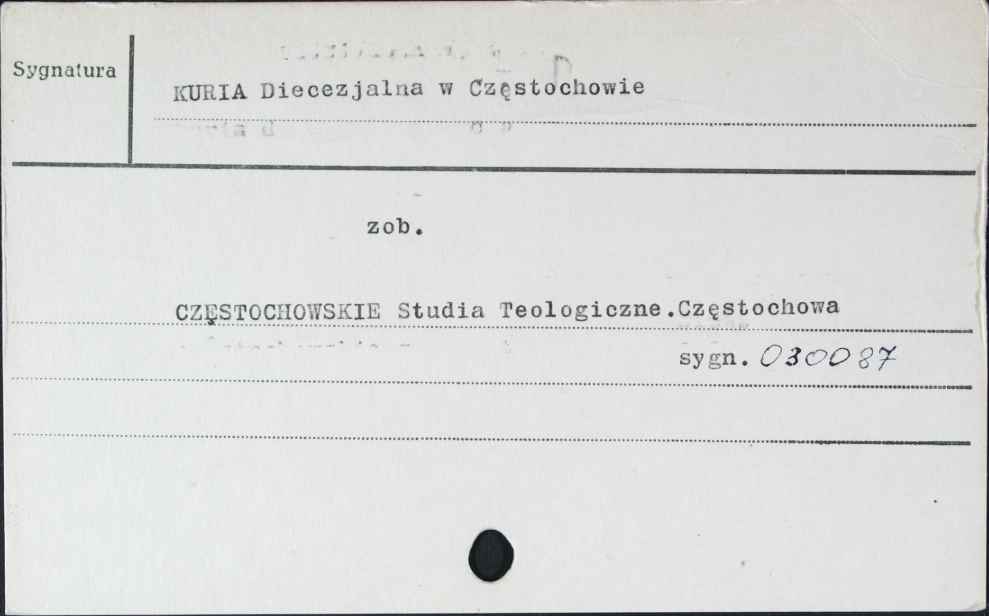 Sygnatura
KURIA Diecezjalna w Częstochowie
zob.
CZĘSTOCHOWSKIE Studia Teologiczne.Częstochowa
sygn. 030087